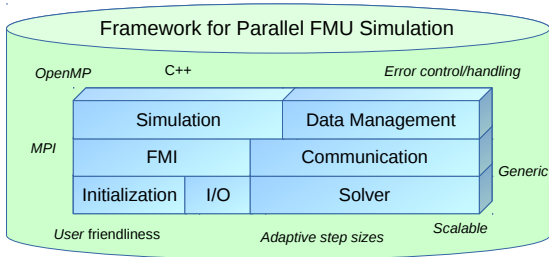 Framework for Parallel FMU Simulation
OpenMP
C++
Error control/handling
Simulation
Data Management
MPI
FMI
Communication
Generic
Initialization
I/O
Solver
User friendliness
Adaptive step sizes
Scalable